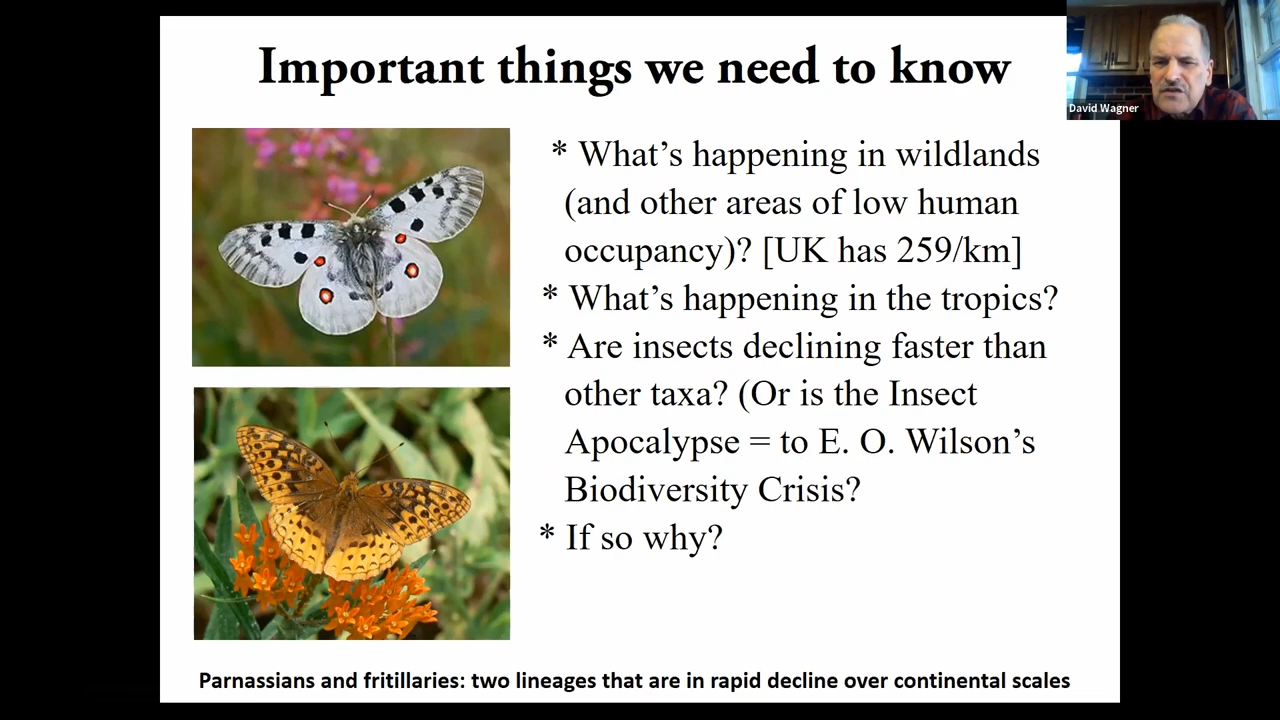 Important things we need to know
David Wagner
* What's happening in wildlands
(and other areas of low human
occupancy)? [UK has 259/km]
* What's happening in the tropics?
* Are insects declining faster than
other taxa? (Or is the Insect
Apocalypse = to E. O. Wilson's
Biodiversity Crisis?
* If so why?
Parnassians and fritillaries: two lineages that are in rapid decline over continental scales